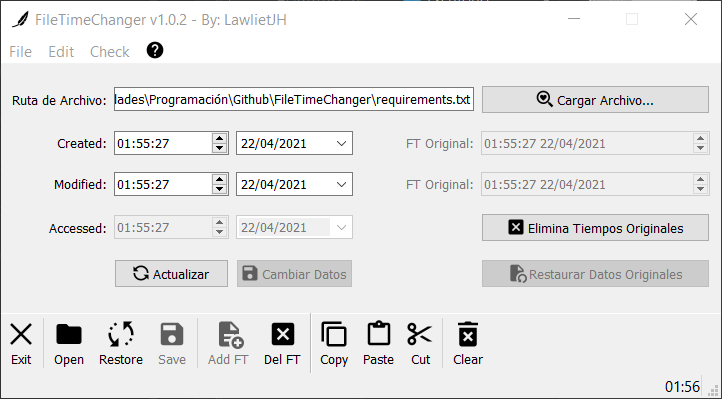 FileTimeChanger v1.0.2 - By: LawlietJH
File Edit Check ?
Ruta de Archivo: dades\Programación\Github\FileTimeChanger\requirements.txt Cargar Archivo...
Created: 01:55:27 22/04/2021 FT Original: 01:55:27 22/04/2021
Modified: 01:55:27 22/04/2021 FT Original: 01:55:27 22/04/2021
Accessed: 01:55:27 22/04/2021 Elimina Tiempos Originales
Actualizar Cambiar Datos Restaurar Datos Originales
Exit Open Restore Save Add FT Del FT Copy Paste Cut Clear
01:56